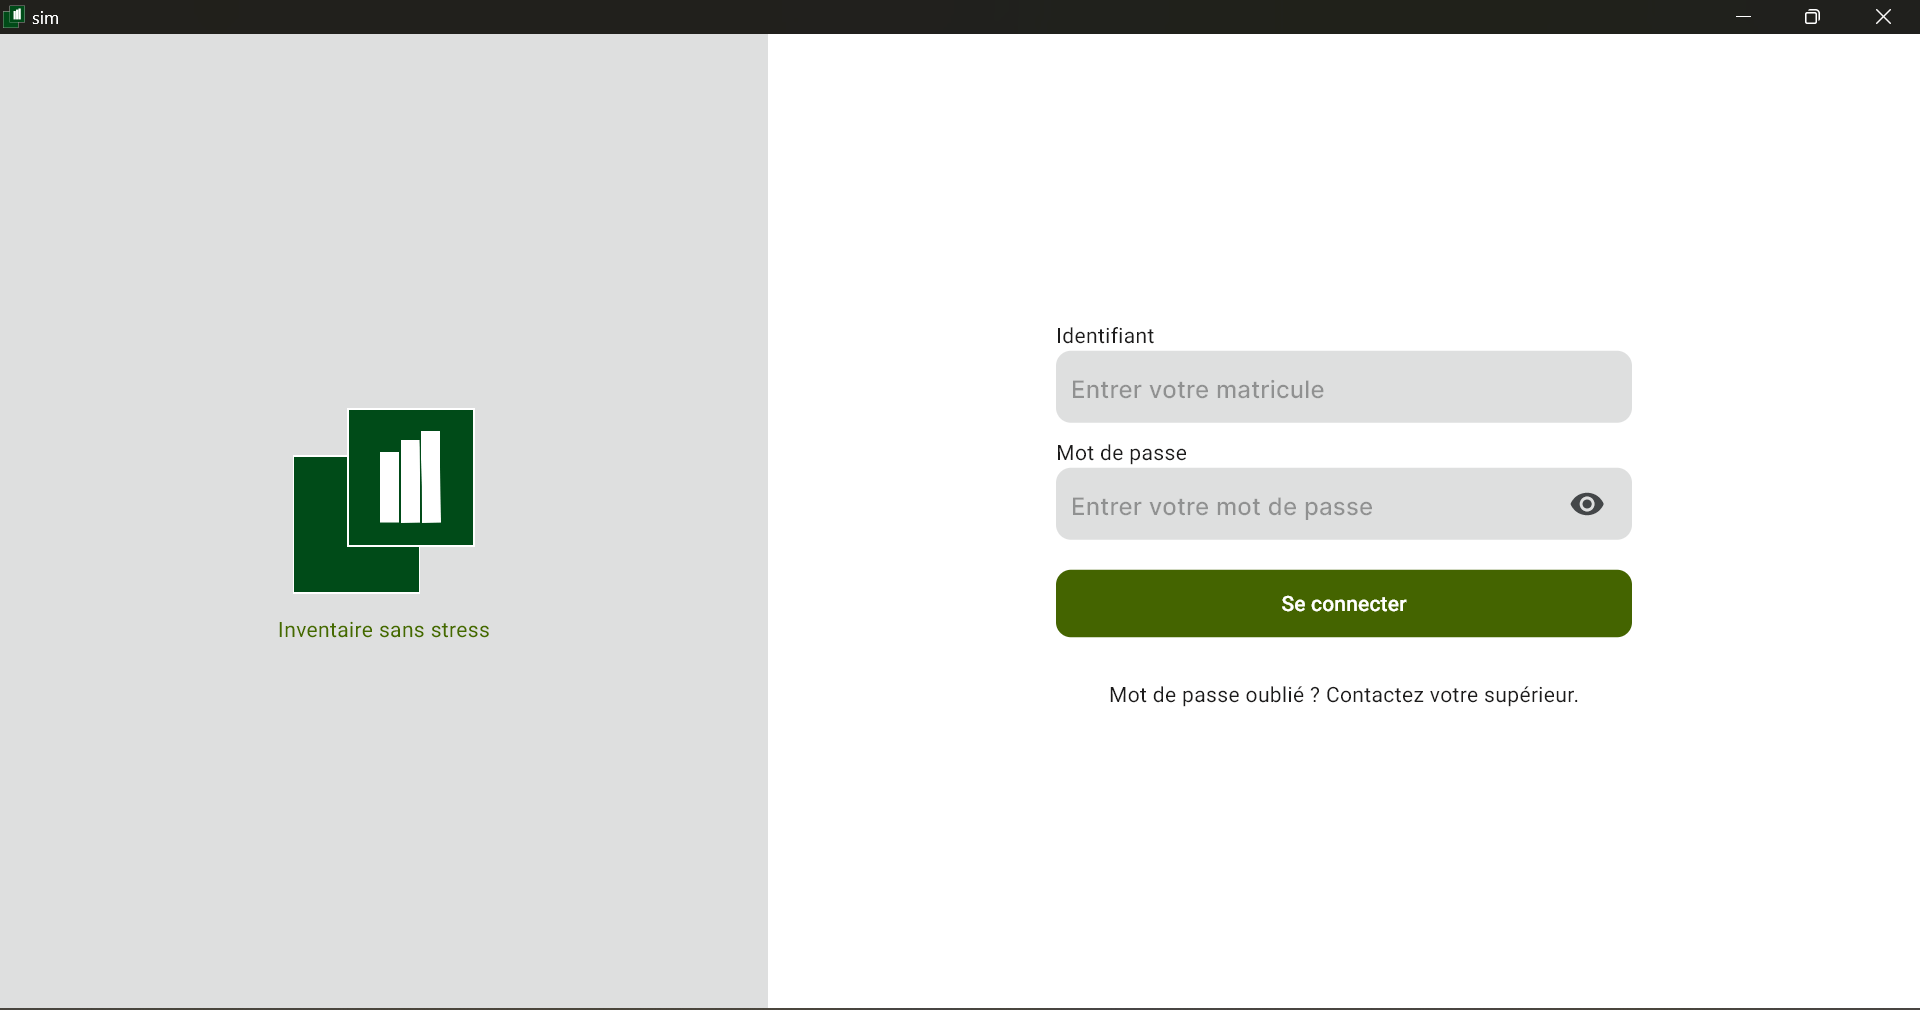 sim
Inventaire sans stress
Identifiant
Entrer votre matricule
Mot de passe
Entrer votre mot de passe
Se connecter
Mot de passe oublié ? Contactez votre supérieur.